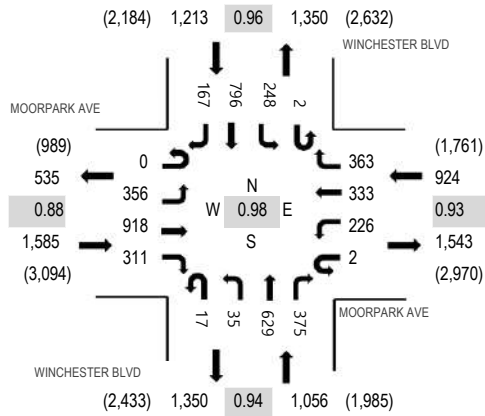 (2,184) 1,213 0.96 1,350 (2,632)
WINCHESTER BLVD
167 796 248 2
MOORPARK AVE
(989)
535
0.88
1,585
(3,094)
0
356
918
311
N
W 0.98 E
S
363
333
226
2
(1,761)
924
0.93
1,543
(2,970)
17 35 629 375
MOORPARK AVE
WINCHESTER BLVD
(2,433) 1,350 0.94 1,056 (1,985)